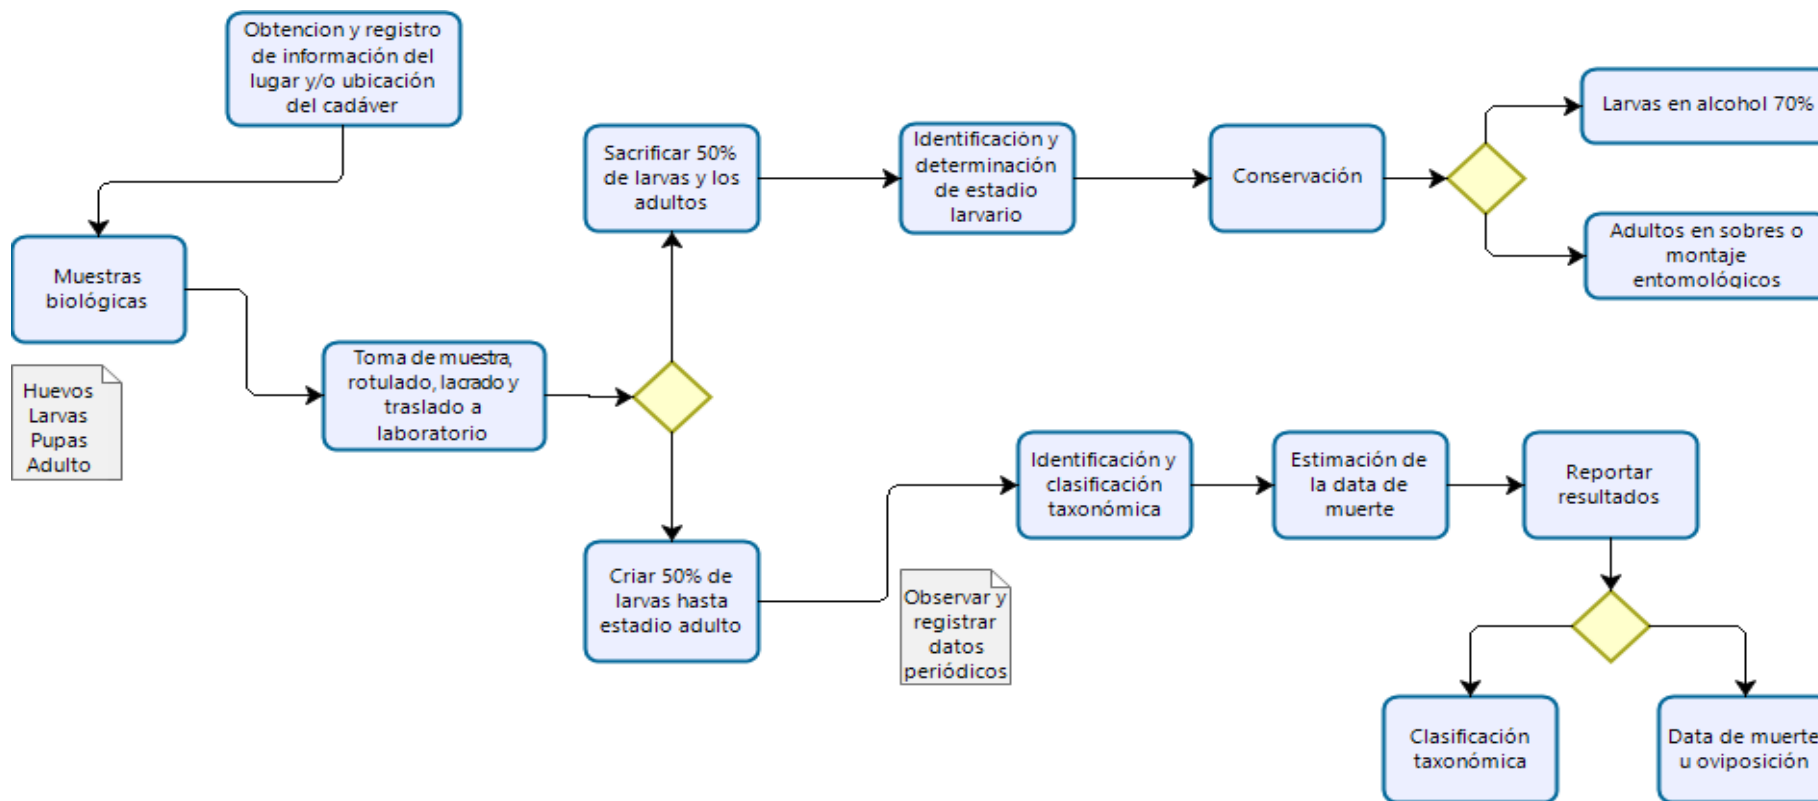 Obtencion y registro
de información del
lugar y/o ubicación
del cadáver
Muestras
biológicas
Huevos
Larvas
Pupas
Adulto
Toma de muestra,
rotulado, lacrado y
traslado a
laboratorio
Sacrificar 50%
de larvas y los
adultos
Identificación y
determinación
de estadio
larvario
Conservación
Larvas en alcohol 70%
Adultos en sobres o
montaje
entomológicos
Criar 50% de
larvas hasta
estadio adulto
Observar y
registrar
datos
periódicos
Identificación y
clasificación
taxonómica
Estimación de
la data de
muerte
Reportar
resultados
Clasificación
taxonómica
Data de muerte
u oviposición